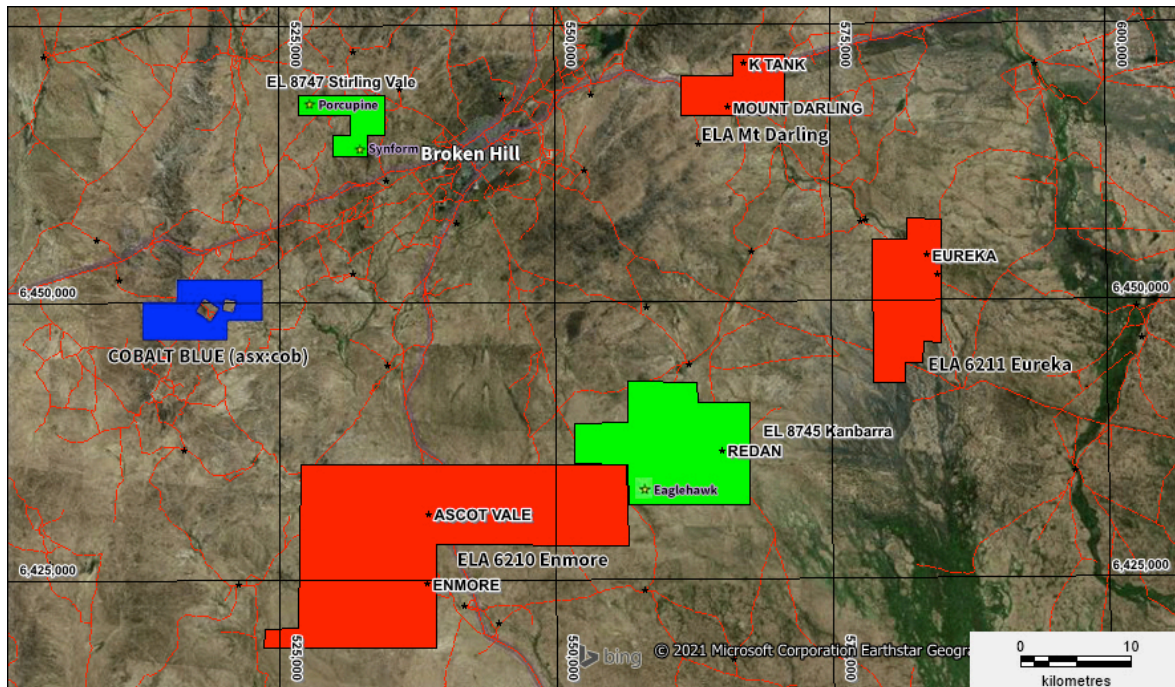 525,000
550,000
575,000
600,000
K TANK
EL 8747 Stirling Vale
Porcupine
MOUNT DARLING
ELA Mt Darling
Synform
Broken Hill
EUREKA
6,450,000
6,450,000
COBALT BLUE (asx:cob)
ELA 6211 Eureka
EL 8745 Kanbarra
REDAN
Eaglehawk
ASCOT VALE
ELA 6210 Enmore
6,425,000
6,425,000
ENMORE
525,000
550,000
bing
© 2021 Microsoft Corporation Earthstar Geogra
0 10
kilometres